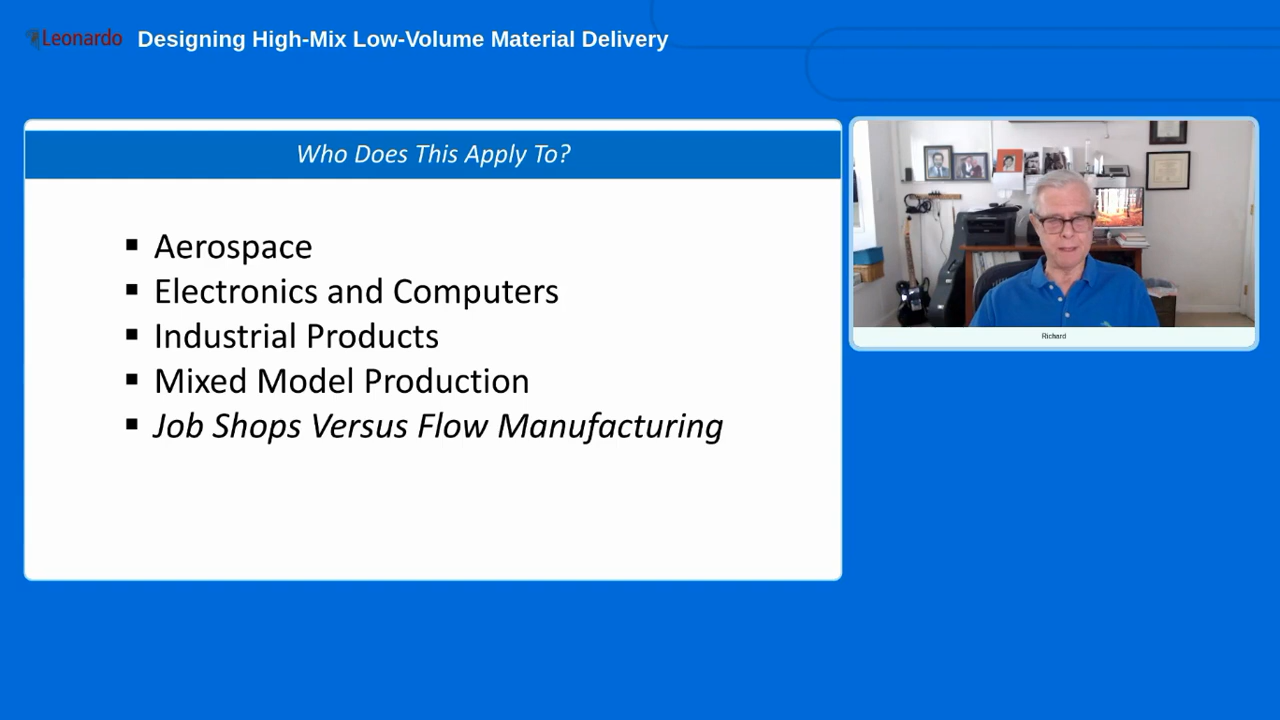 Leonardo
Designing High-Mix Low-Volume Material Delivery
Who Does This Apply To?
Aerospace
Electronics and Computers
Industrial Products
Mixed Model Production
Job Shops Versus Flow Manufacturing
Richard